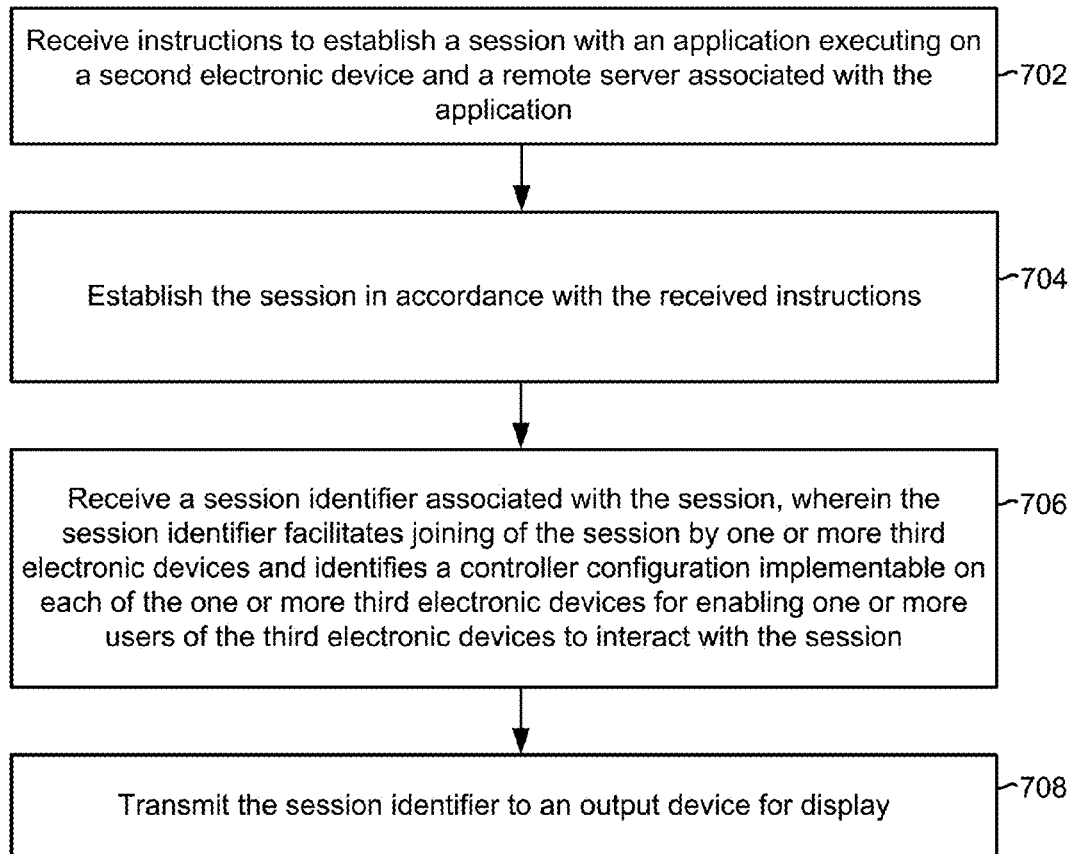 Receive instructions to establish a session with an application executing on
a second electronic device and a remote server associated with the
application
702
Establish the session in accordance with the received instructions
704
Receive a session identifier associated with the session, wherein the
session identifier facilitates joining of the session by one or more third
electronic devices and identifies a controller configuration implementable on
each of the one or more third electronic devices for enabling one or more
users of the third electronic devices to interact with the session
706
Transmit the session identifier to an output device for display
708